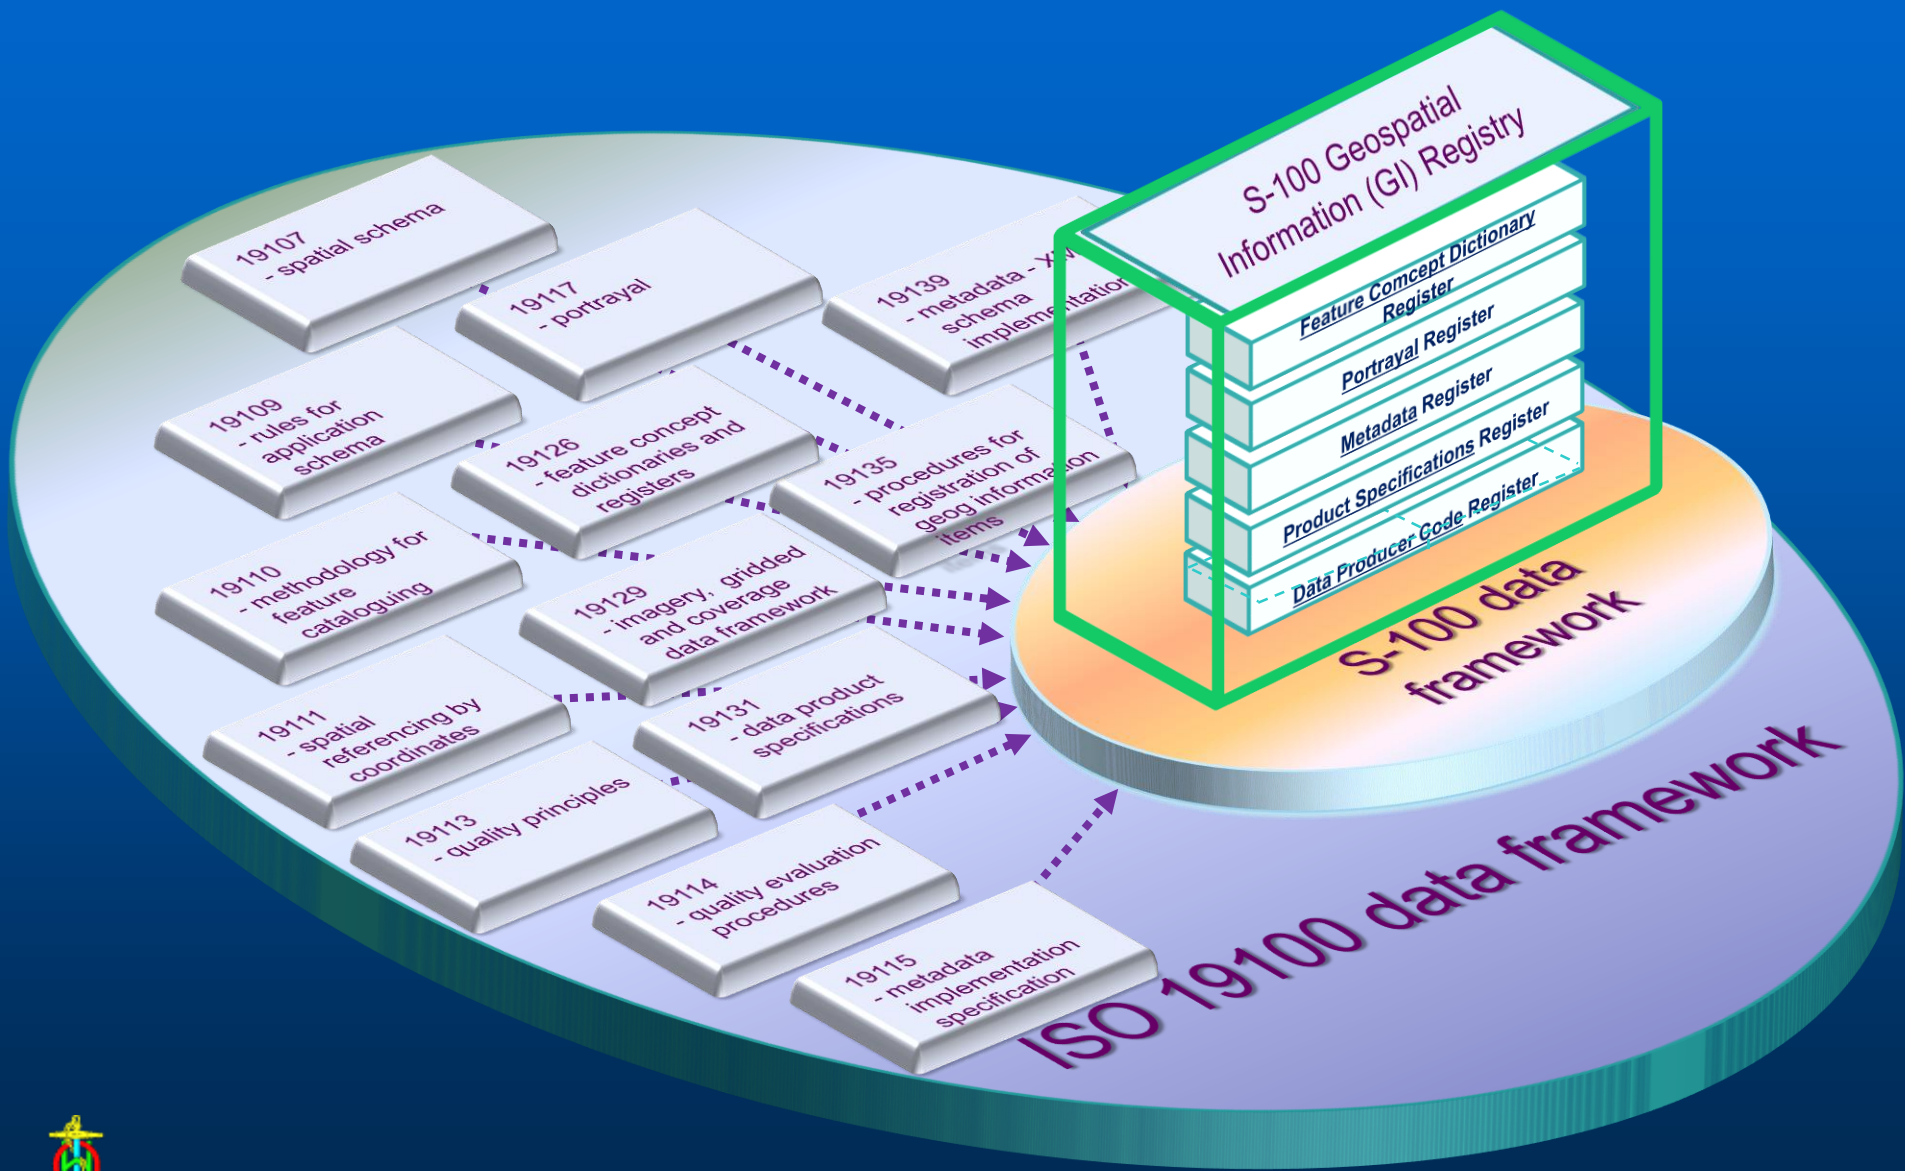 19107
- spatial schema
19117
- portrayal
19139
- metadata -
schema
implementation
19109
- rules for
application
schema
19126
- feature concept
dictionaries and
registers
19135
- procedures for
registration of
geog information
items
19110
- methodology for
feature
cataloguing
19129
- imagery, gridded
and coverage
data framework
19111
- spatial
referencing by
coordinates
19131
- data product
specifications
19113
- quality principles
19114
- quality evaluation
procedures
19115
- metadata
implementation
specification
S-100 Geospatial
Information (GI) Registry
Feature Comcept Dictionary
Register
Portrayal Register
Metadata Register
Product Specifications Register
Data Producer Code Register
S-100 data
framework
ISO 19100 data framework